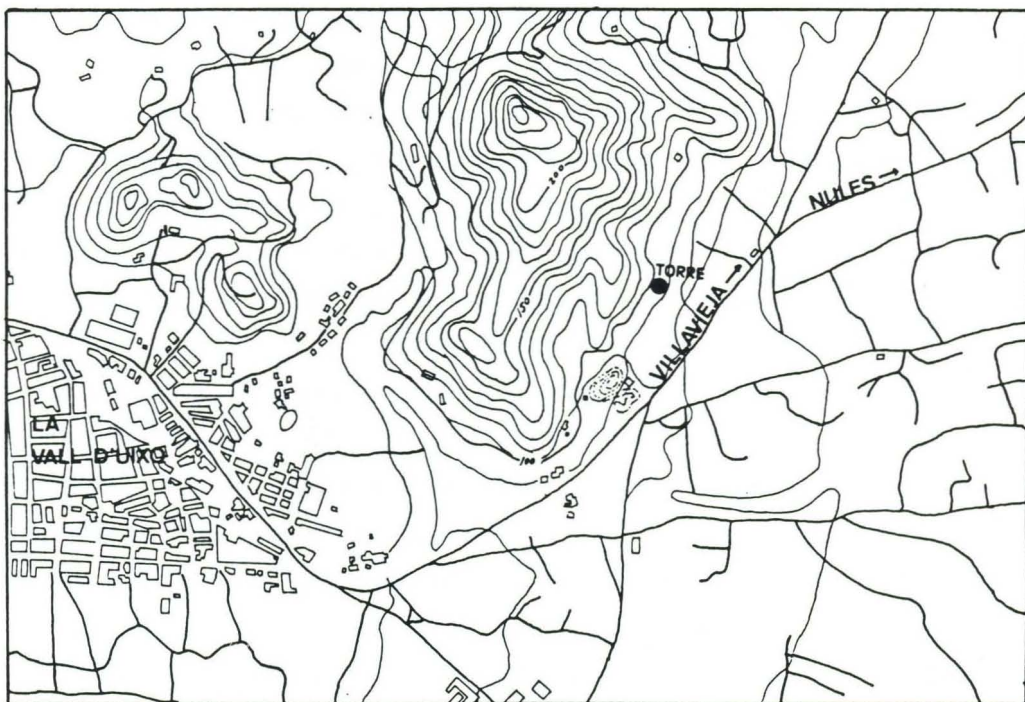 200
NULES →
TORRE
150
VILLAVIEJA →
LA
VALL D'UIXO
100